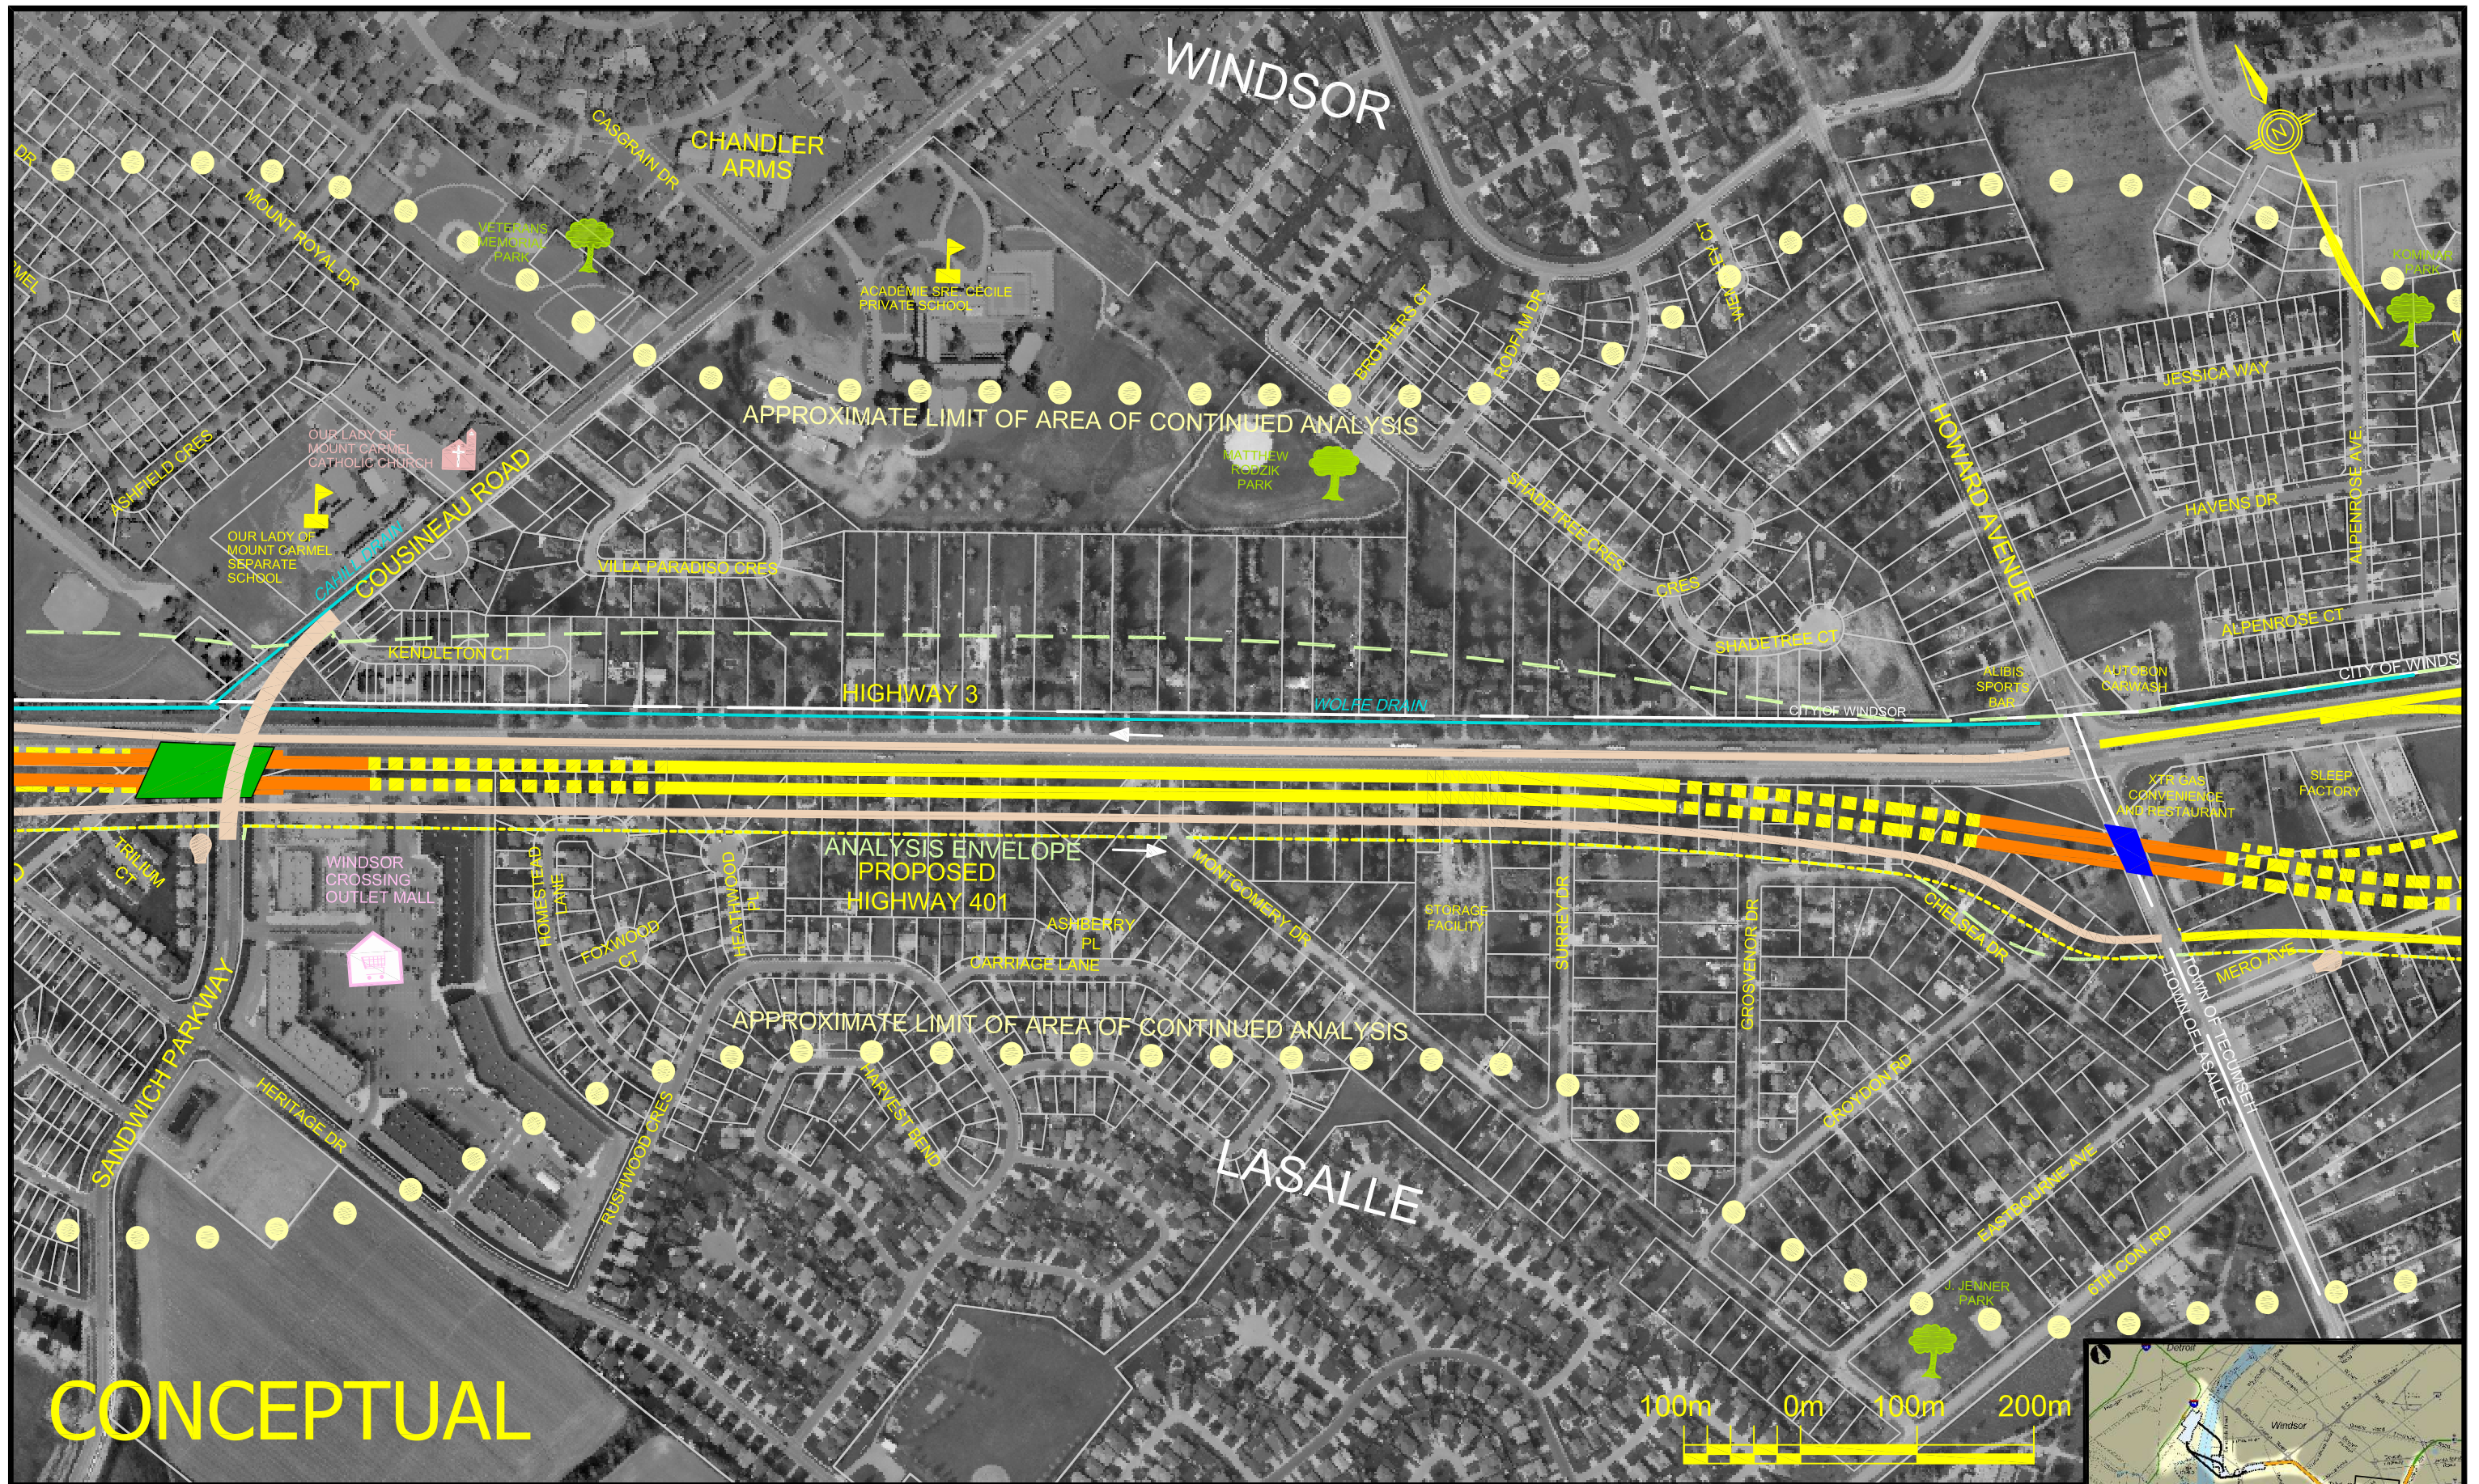 WINDSOR
CHANDLER
ARMS
CASGRAIN DR
DR
MOUNT ROYAL DR
VETERANS
MEMORIAL
PARK
ACADÉMIE SRE. CÉCILE
PRIVATE SCHOOL
WEXLEY CT
KOMINAR
PARK
BROTHERS CT
RODFAM DR
JESSICA WAY
APPROXIMATE LIMIT OF AREA OF CONTINUED ANALYSIS
HOWARD AVENUE
ALPENROSE AVE.
ASHFIELD CRES
OUR LADY OF
MOUNT CARMEL
CATHOLIC CHURCH
COUSINEAU ROAD
MATTHEW
RODZIK
PARK
SHADETREE CRES
HAVENS DR
OUR LADY OF
MOUNT CARMEL
SEPARATE
SCHOOL
CAHILL DRAIN
VILLA PARADISO CRES
CRES
ALPENROSE CT
KENDLETON CT
SHADETREE CT
ALIBIS
SPORTS
BAR
AUTOBON
CARWASH
CITY OF WINDS
HIGHWAY 3
WOLFE DRAIN
CITY OF WINDSOR
XTR GAS
CONVENIENCE
AND RESTAURANT
SLEEP
FACTORY
TRILIUM
CT
WINDSOR
CROSSING
OUTLET MALL
HOMESTEAD
LANE
HEATHWOOD
PL
ANALYSIS ENVELOPE
PROPOSED
HIGHWAY 401
MONTGOMERY DR
FOXWOOD
CT
ASHBERRY
PL
STORAGE
FACILITY
SURREY DR
GROSVENOR DR
CHELSEA DR
CARRIAGE LANE
MERO AVE
TOWN OF TECUMSEH
TOWN OF LASALLE
SANDWICH PARKWAY
APPROXIMATE LIMIT OF AREA OF CONTINUED ANALYSIS
HERITAGE DR
RUSHWOOD CRES
HARVEST BEND
CROYDON RD
LASALLE
EASTBOURNE AVE
6TH CON. RD
J. JENNER
PARK
CONCEPTUAL
100m 0m 100m 200m
Detroit
Windsor
N